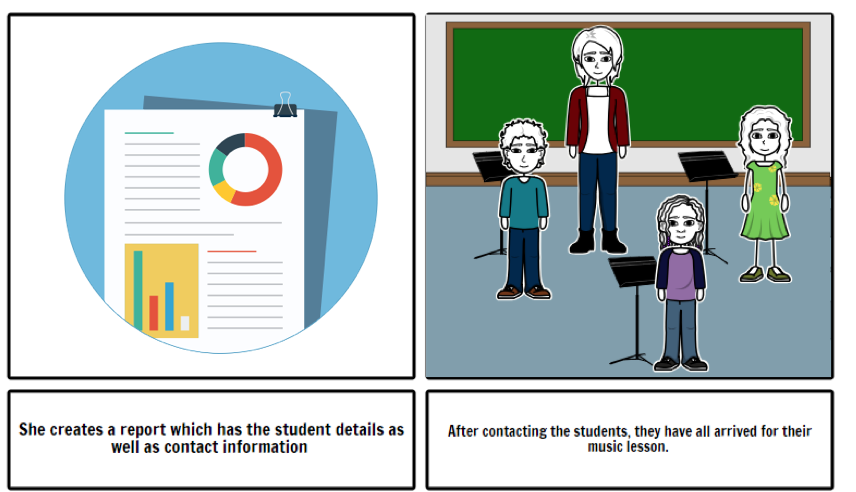 She creates a report which has the student details as
well as contact information
After contacting the students, they have all arrived for their
music lesson.